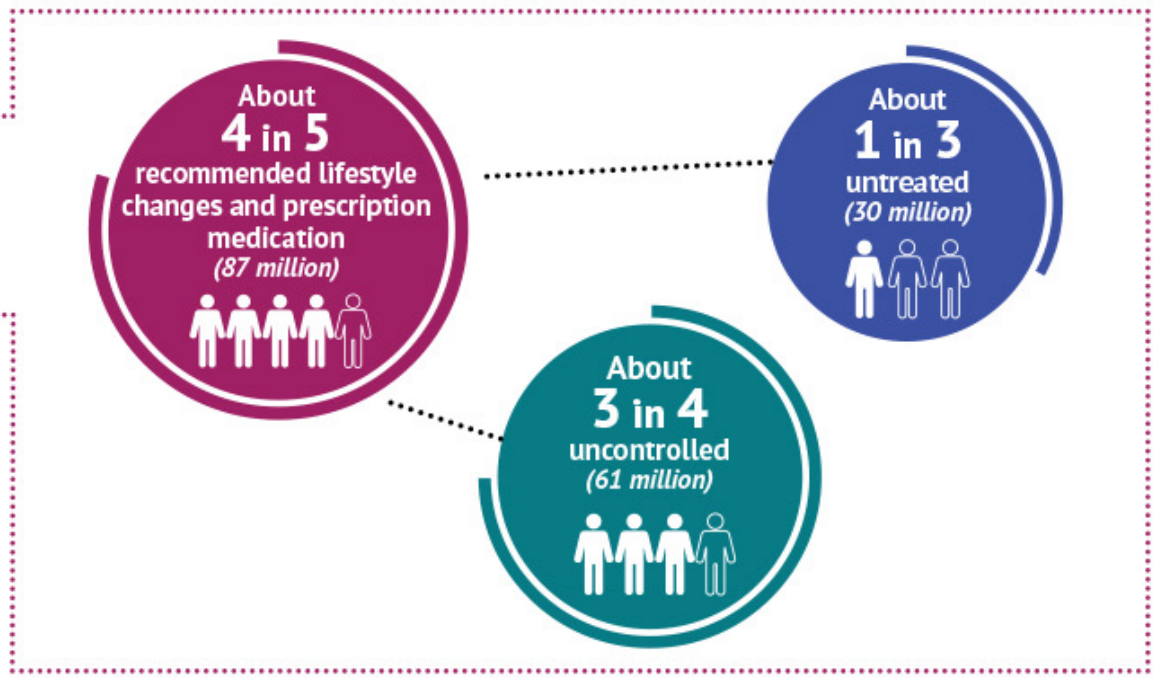 About
4 in 5
recommended lifestyle
changes and prescription
medication
(87 million)
About
1 in 3
untreated
(30 million)
About
3 in 4
uncontrolled
(61 million)